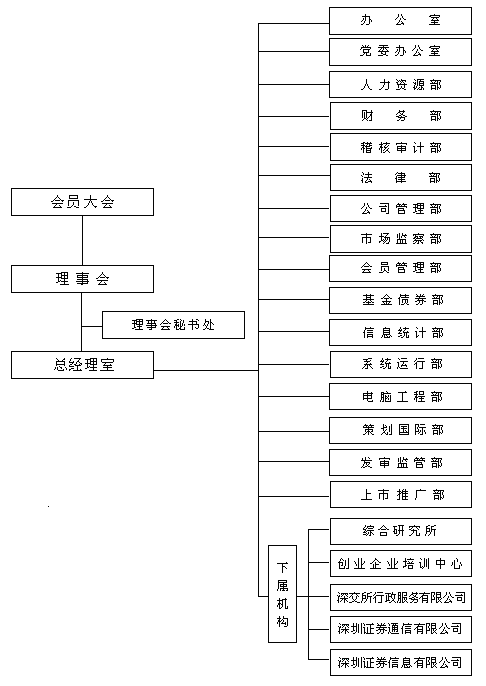 会员大会
理事会
理事会秘书处
总经理室
办公室
党委办公室
人力资源部
财务部
稽核审计部
法律部
公司管理部
市场监察部
会员管理部
基金债券部
信息统计部
系统运行部
电脑工程部
策划国际部
发审监管部
上市推广部
下属机构
综合研究所
创业企业培训中心
深交所行政服务有限公司
深圳证券通信有限公司
深圳证券信息有限公司